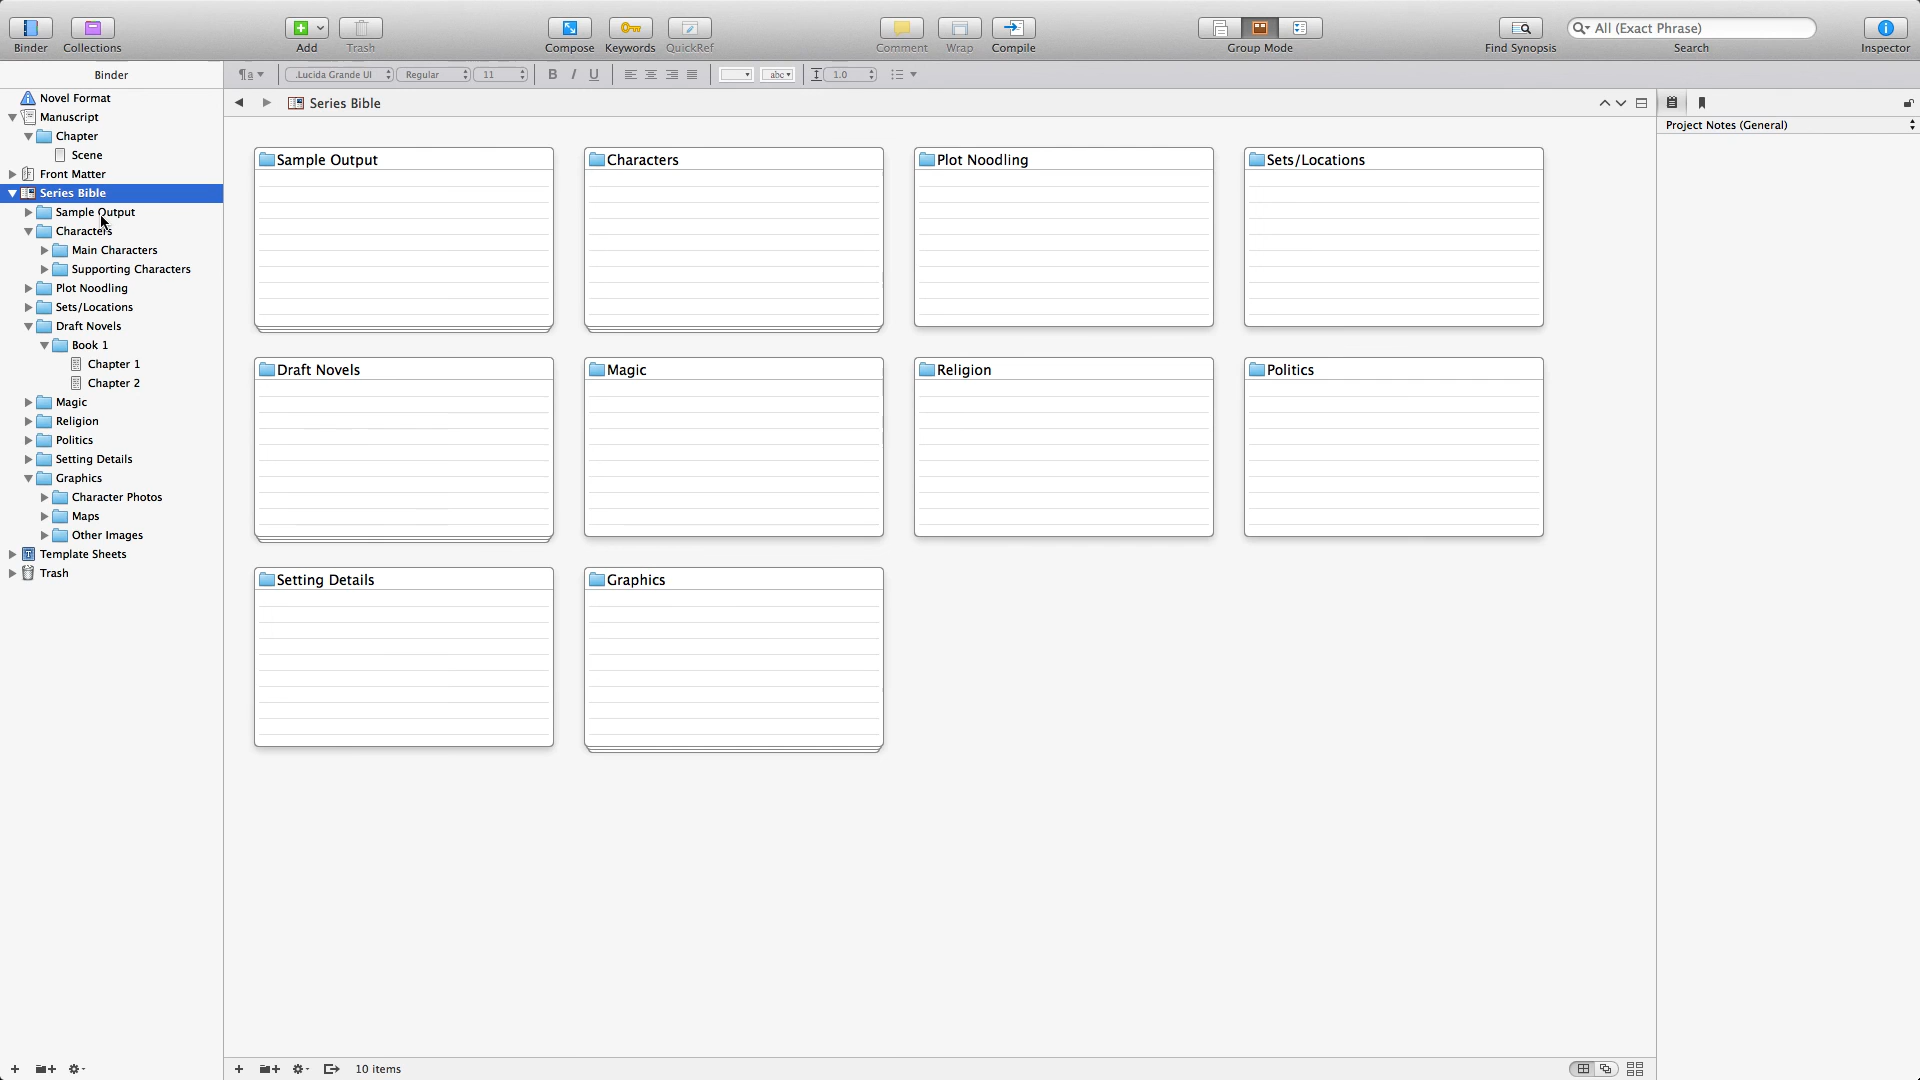 Binder
Collections
Add
Trash
Compose
Keywords
QuickRef
Comment
Wrap
Compile
Group Mode
Find Synopsis
All (Exact Phrase)
Search
Inspector
Binder
¶a
.Lucida Grande UI
Regular
11
B
I
U
abc
1.0
Novel Format
Manuscript
Chapter
Scene
Front Matter
Series Bible
Sample Output
Characters
Main Characters
Supporting Characters
Plot Noodling
Sets/Locations
Draft Novels
Book 1
Chapter 1
Chapter 2
Magic
Religion
Politics
Setting Details
Graphics
Character Photos
Maps
Other Images
Template Sheets
Trash
Series Bible
Sample Output
Characters
Plot Noodling
Sets/Locations
Draft Novels
Magic
Religion
Politics
Setting Details
Graphics
Project Notes (General)
10 items